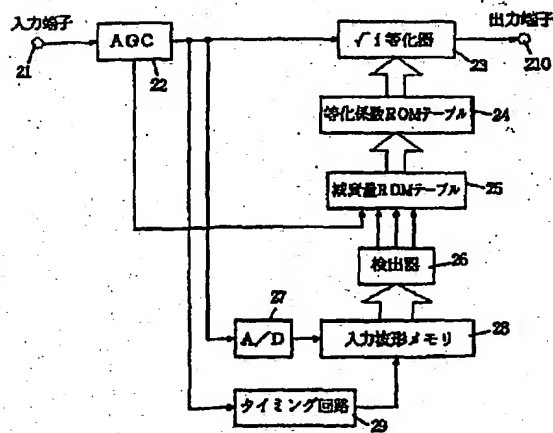 入力端子
21
AGC
22
√f等化器
23
出力端子
210
等化係数ROMテーブル
24
減衰量ROMテーブル
25
検出器
26
27
A/D
入力波形メモリ
28
タイミング回路
29